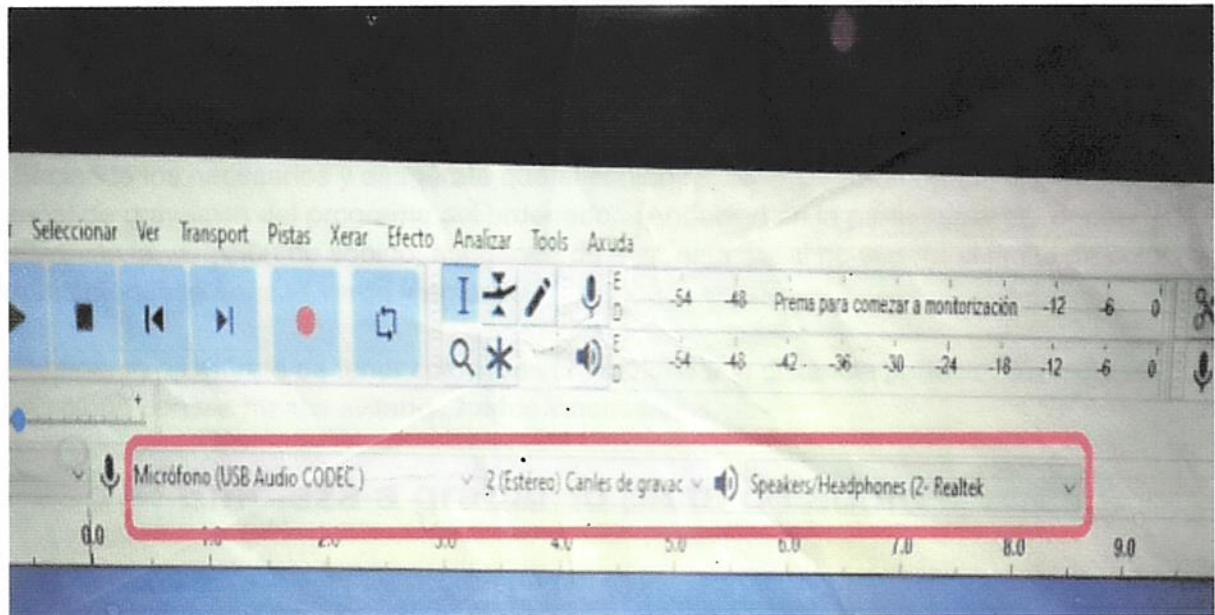 Seleccionar Ver Transport Pistas Xerar Efecto Analizar Tools Axuda
E
D
-54 -48 Prema para comezar a monitorización -12 -6 0
E
D
-54 -48 -42 -36 -30 -24 -18 -12 -6 0
+
Micrófono (USB Audio CODEC ) 2 (Estéreo) Canles de gravac Speakers/Headphones (2- Realtek
0.0 1.0 2.0 3.0 4.0 5.0 6.0 7.0 8.0 9.0